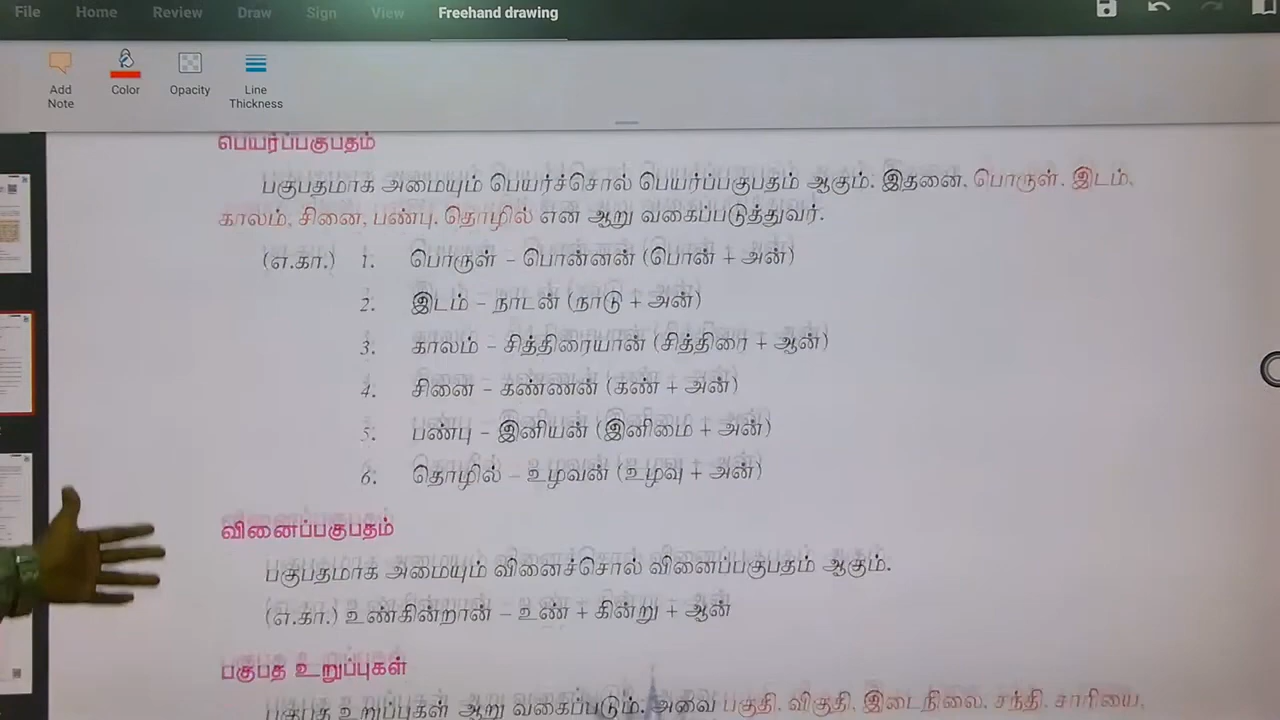 File Home Review Draw Sign View Freehand drawing
Add Note Color Opacity Line Thickness
பெயர்ப்பகுபதம்
பகுபதமாக அமையும் பெயர்ச்சொல் பெயர்ப்பகுபதம் ஆகும். இதனை, பொருள். இடம்,
காலம், சினை, பண்பு, தொழில் என ஆறு வகைப்படுத்துவர்.
(எ.கா.) 1. பொருள் – பொன்னன் (பொன் + அன்)
2. இடம் – நாடன் (நாடு + அன்)
3. காலம் – சித்திரையான் (சித்திரை + ஆன்)
4. சினை – கண்ணன் (கண் + அன்)
5. பண்பு – இனியன் (இனிமை + அன்)
6. தொழில் – உழவன் (உழவு + அன்)
வினைப்பகுபதம்
பகுபதமாக அமையும் வினைச்சொல் வினைப்பகுபதம் ஆகும்.
(எ.கா.) உண்கின்றான் – உண் + கின்று + ஆன்
பகுபத உறுப்புகள்
பகுபத உறுப்புகள் ஆறு வகைப்படும். அவை பகுதி, விகுதி, இடைநிலை, சந்தி, சாரியை,